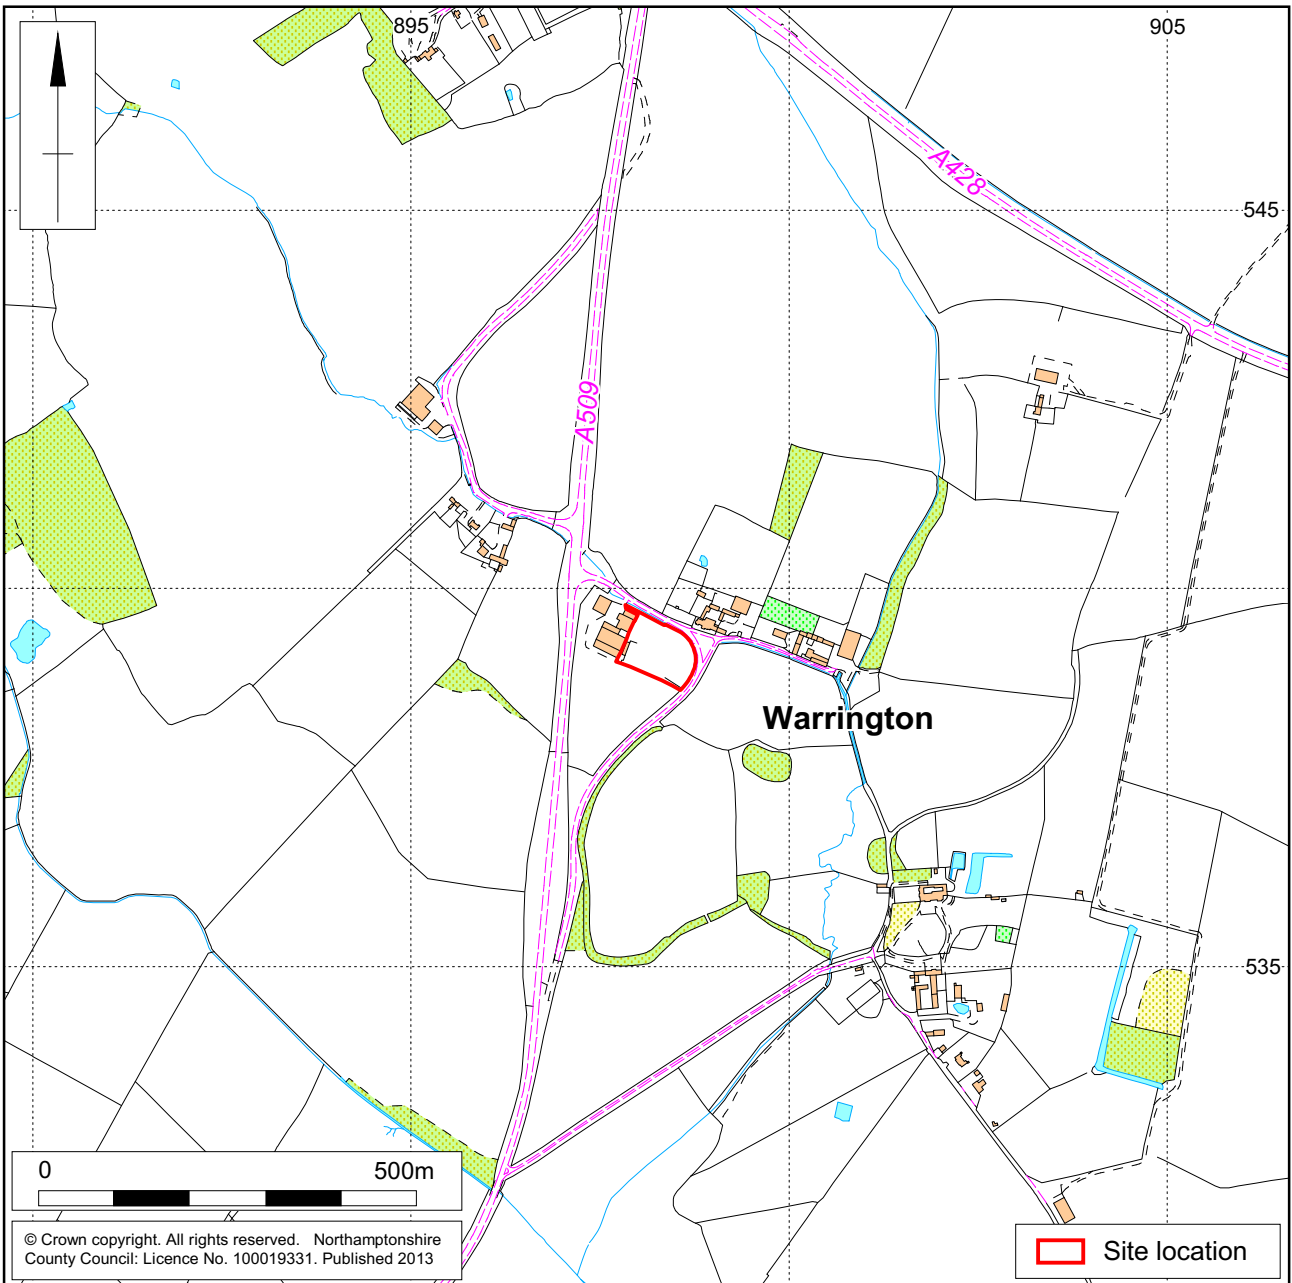 895
905
A428
545
A509
Warrington
535
0 500m
© Crown copyright. All rights reserved. Northamptonshire
County Council: Licence No. 100019331. Published 2013
Site location